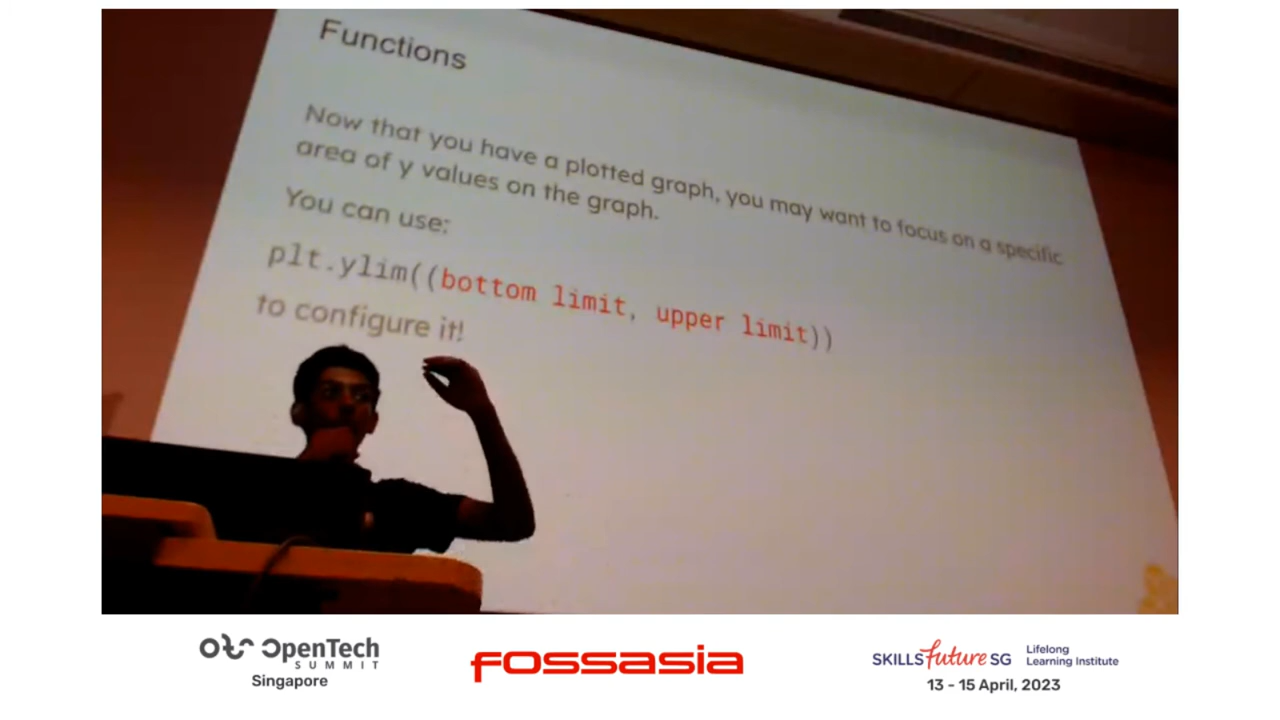 Functions
Now that you have a plotted graph, you may want to focus on a specific
area of y values on the graph.
You can use:
plt.ylim((bottom limit, upper limit))
to configure it!
OpenTech
SUMMIT
Singapore
fossasia
SKILLS future SG
Lifelong
Learning Institute
13 - 15 April, 2023